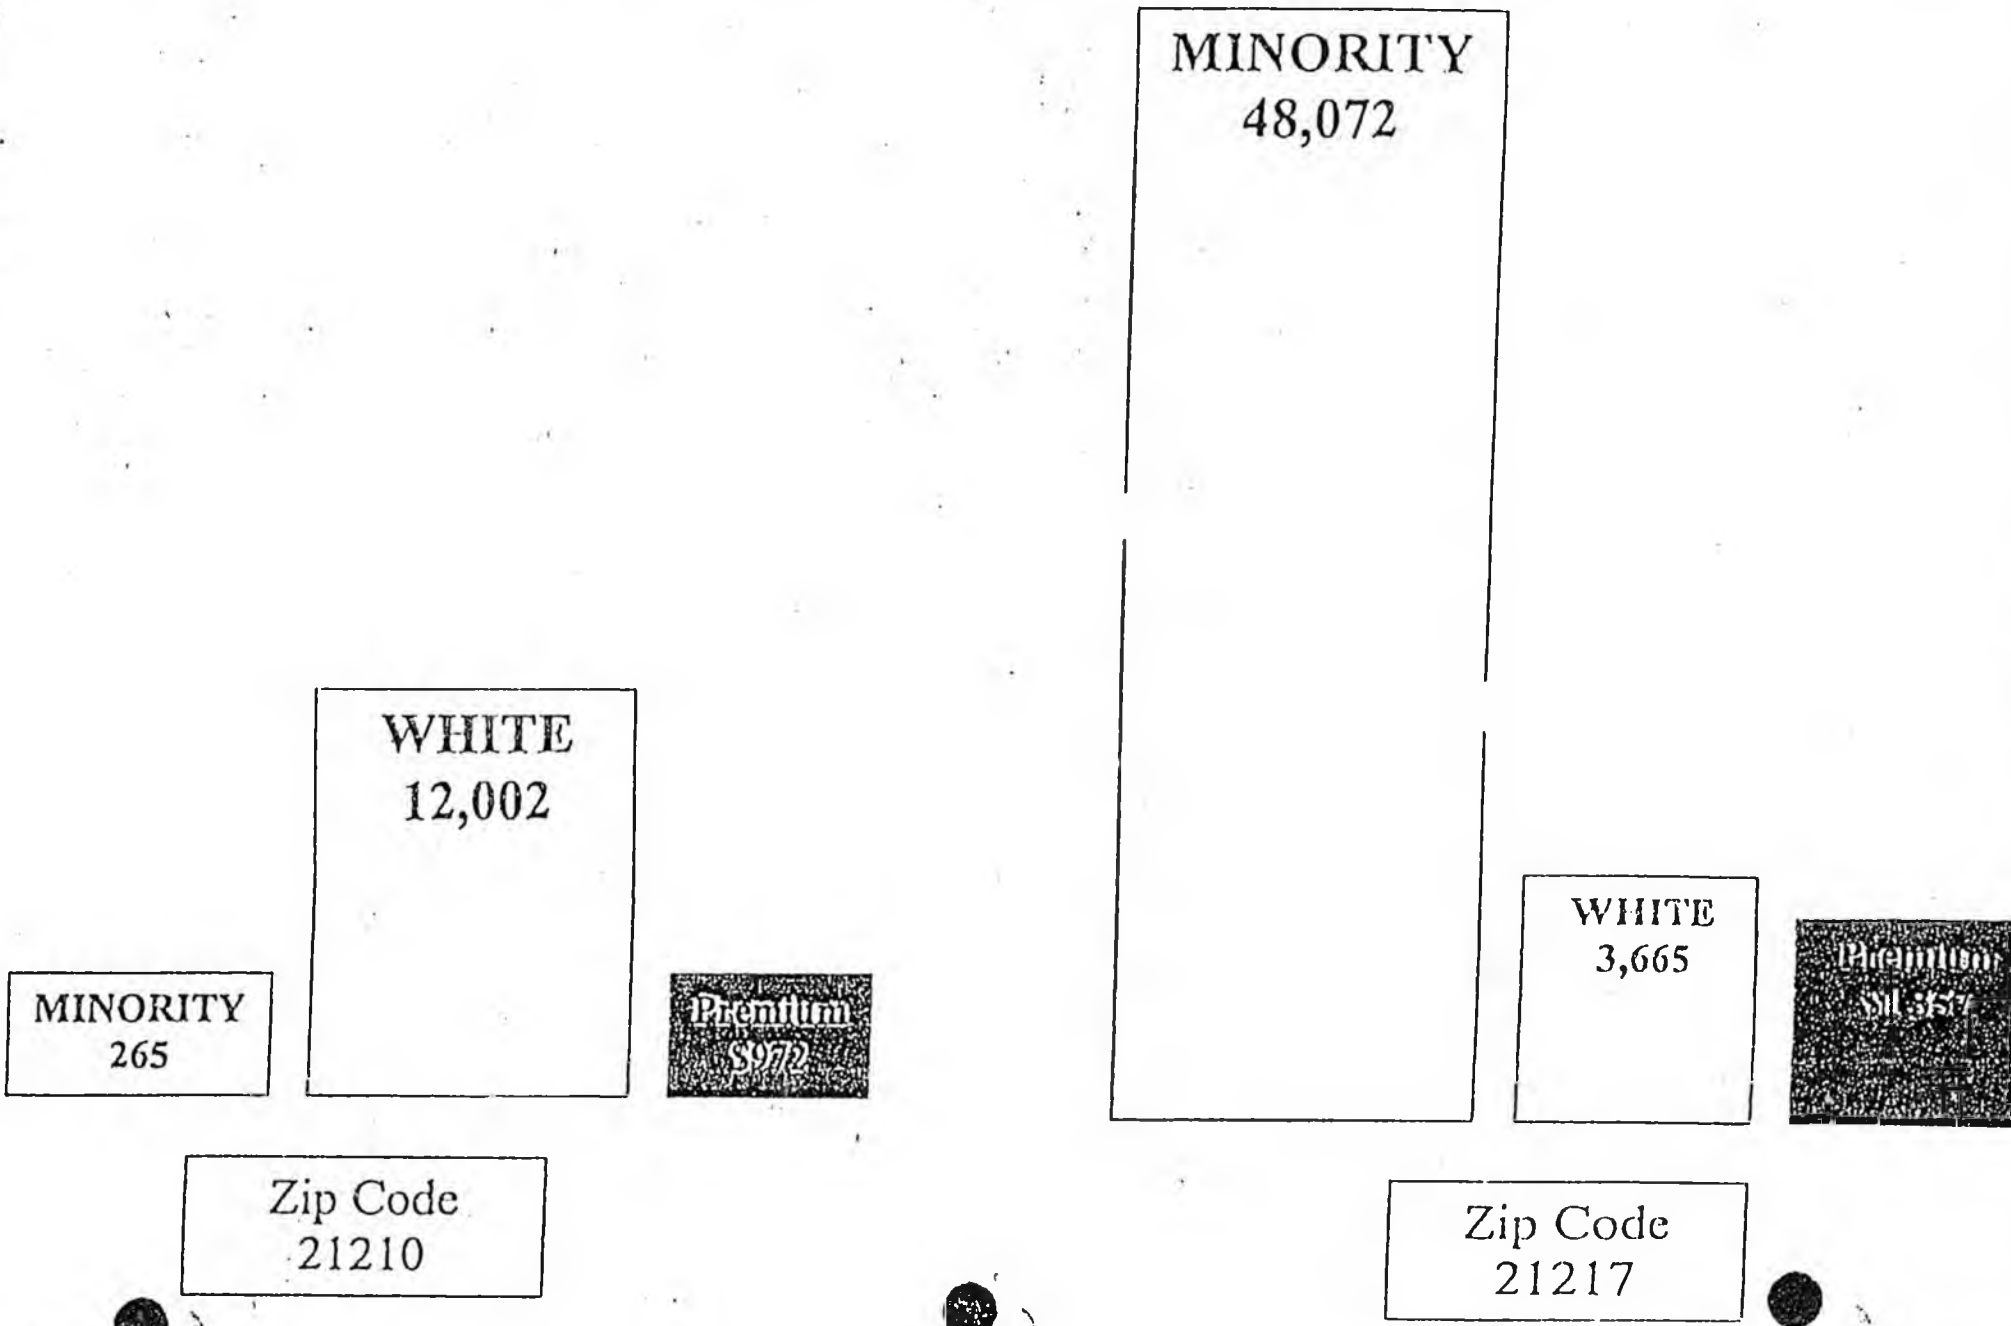 MINORITY
265
WHITE
12,002
Premium
$972
Zip Code
21210
MINORITY
48,072
WHITE
3,665
Premium
Zip Code
21217